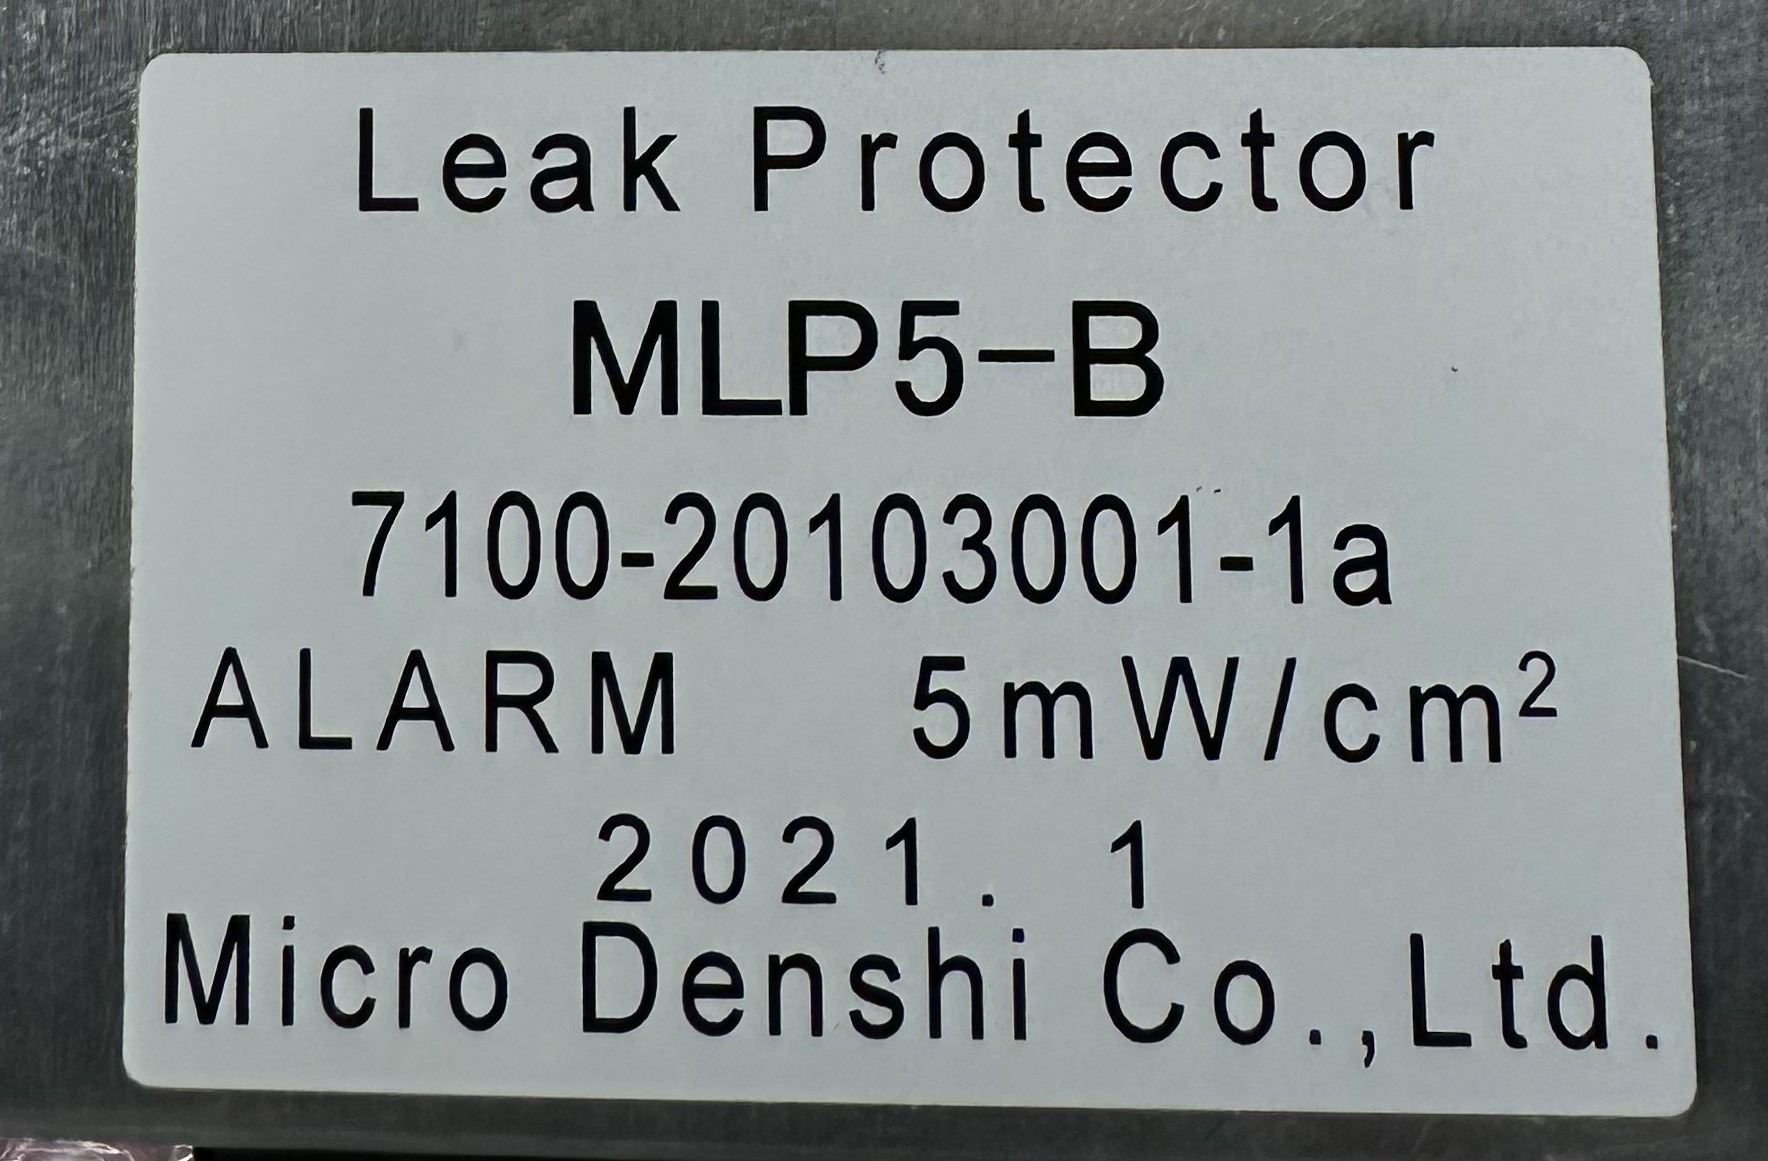 Leak Protector
MLP5-B
7100-20103001-1a
ALARM 5mW/cm²
2021. 1
Micro Denshi Co.,Ltd.